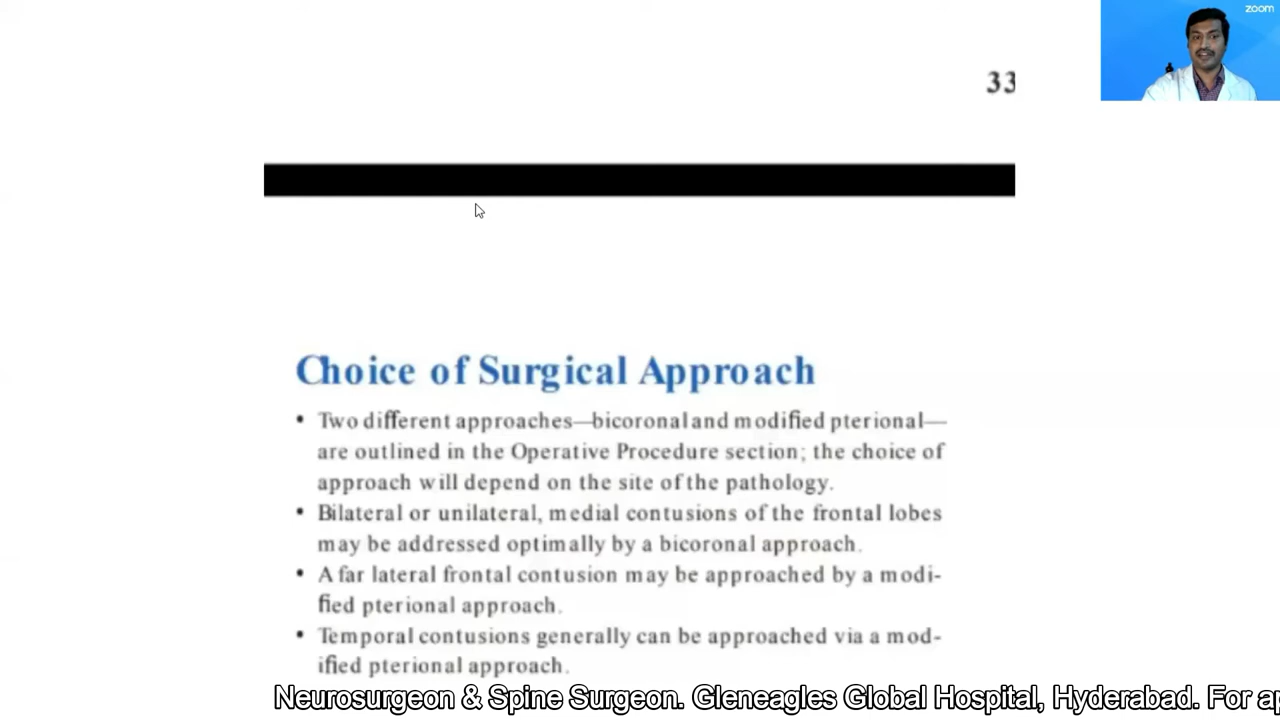 zoom
33
Choice of Surgical Approach
• Two different approaches—bicoronal and modified pterional—
are outlined in the Operative Procedure section; the choice of
approach will depend on the site of the pathology.
• Bilateral or unilateral, medial contusions of the frontal lobes
may be addressed optimally by a bicoronal approach.
• A far lateral frontal contusion may be approached by a modi-
fied pterional approach.
• Temporal contusions generally can be approached via a mod-
ified pterional approach.
Neurosurgeon & Spine Surgeon. Gleneagles Global Hospital, Hyderabad. For